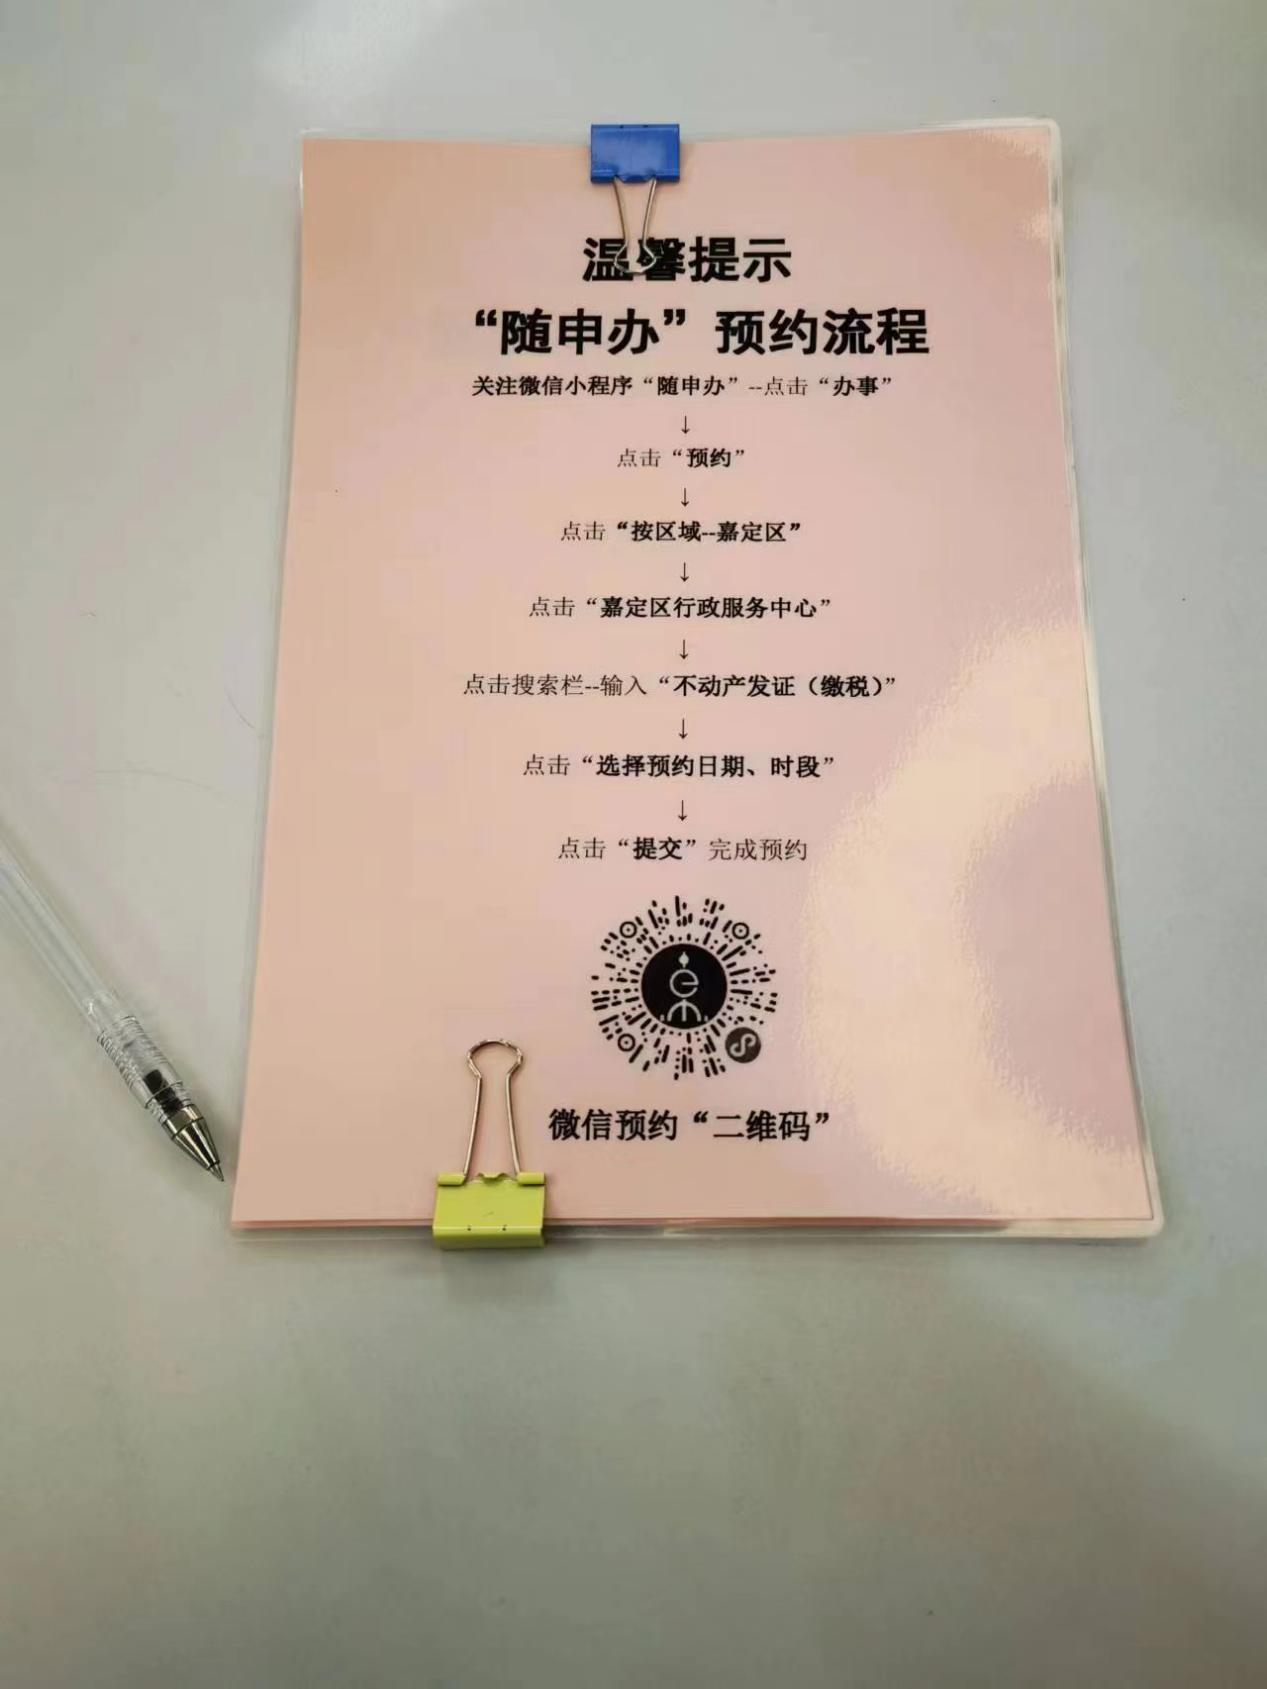 温馨提示
“随申办”预约流程
关注微信小程序“随申办”--点击“办事”
↓
点击“预约”
↓
点击“按区域--嘉定区”
↓
点击“嘉定区行政服务中心”
↓
点击搜索栏--输入“不动产发证（缴税）”
↓
点击“选择预约日期、时段”
↓
点击“提交”完成预约
微信预约“二维码”